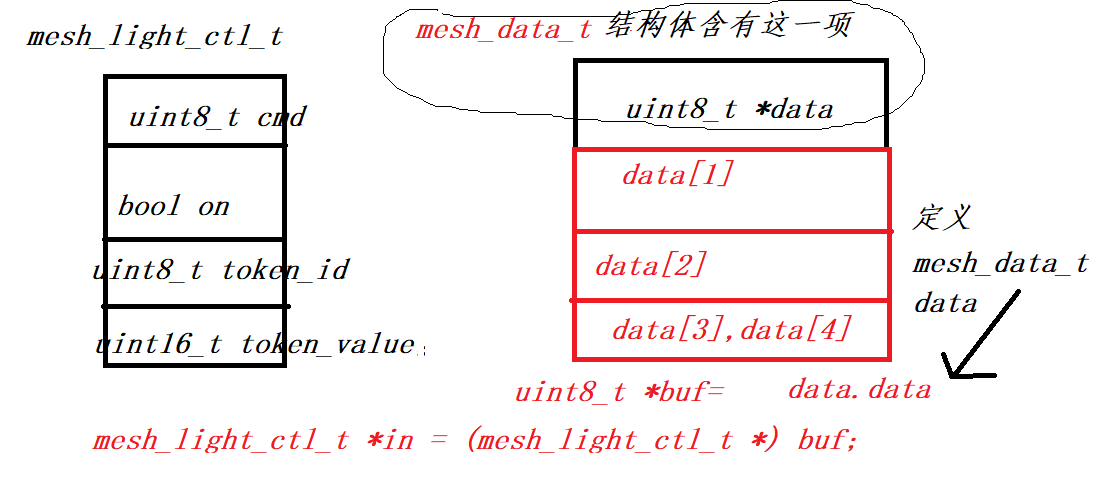 mesh_light_ctl_t
mesh_data_t 结构体含有这一项
uint8_t cmd
bool on
uint8_t token_id
uint16_t token_value;
uint8_t *data
data[1]
data[2]
data[3],data[4]
定义
mesh_data_t
data
uint8_t *buf= data.data
mesh_light_ctl_t *in = (mesh_light_ctl_t *) buf;